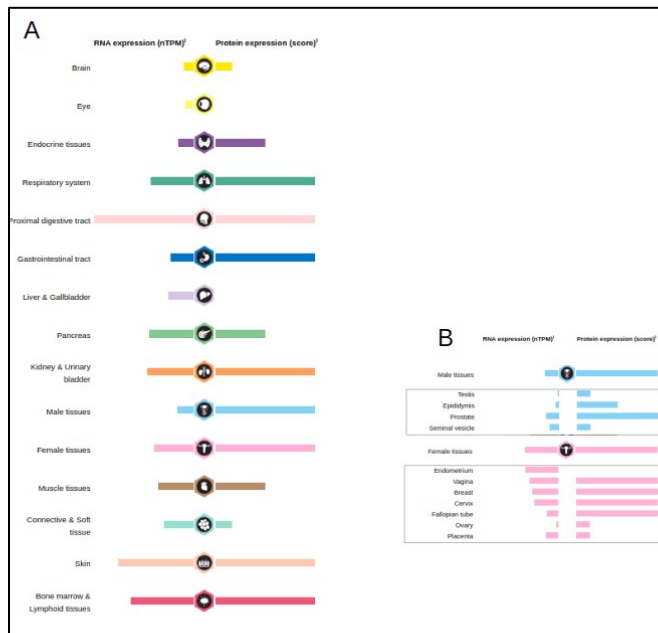 A
RNA expression (nTPM)ⁱ Protein expression (score)ⁱ
Brain
Eye
Endocrine tissues
Respiratory system
Proximal digestive tract
Gastrointestinal tract
Liver & Gallbladder
Pancreas
Kidney & Urinary
bladder
Male tissues
Female tissues
Muscle tissues
Connective & Soft
tissue
Skin
Bone marrow &
Lymphoid tissues
B
RNA expression (nTPM)ⁱ Protein expression (score)ⁱ
Male tissues
Testis
Epididymis
Prostate
Seminal vesicle
Female tissues
Endometrium
Vagina
Breast
Cervix
Fallopian tube
Ovary
Placenta